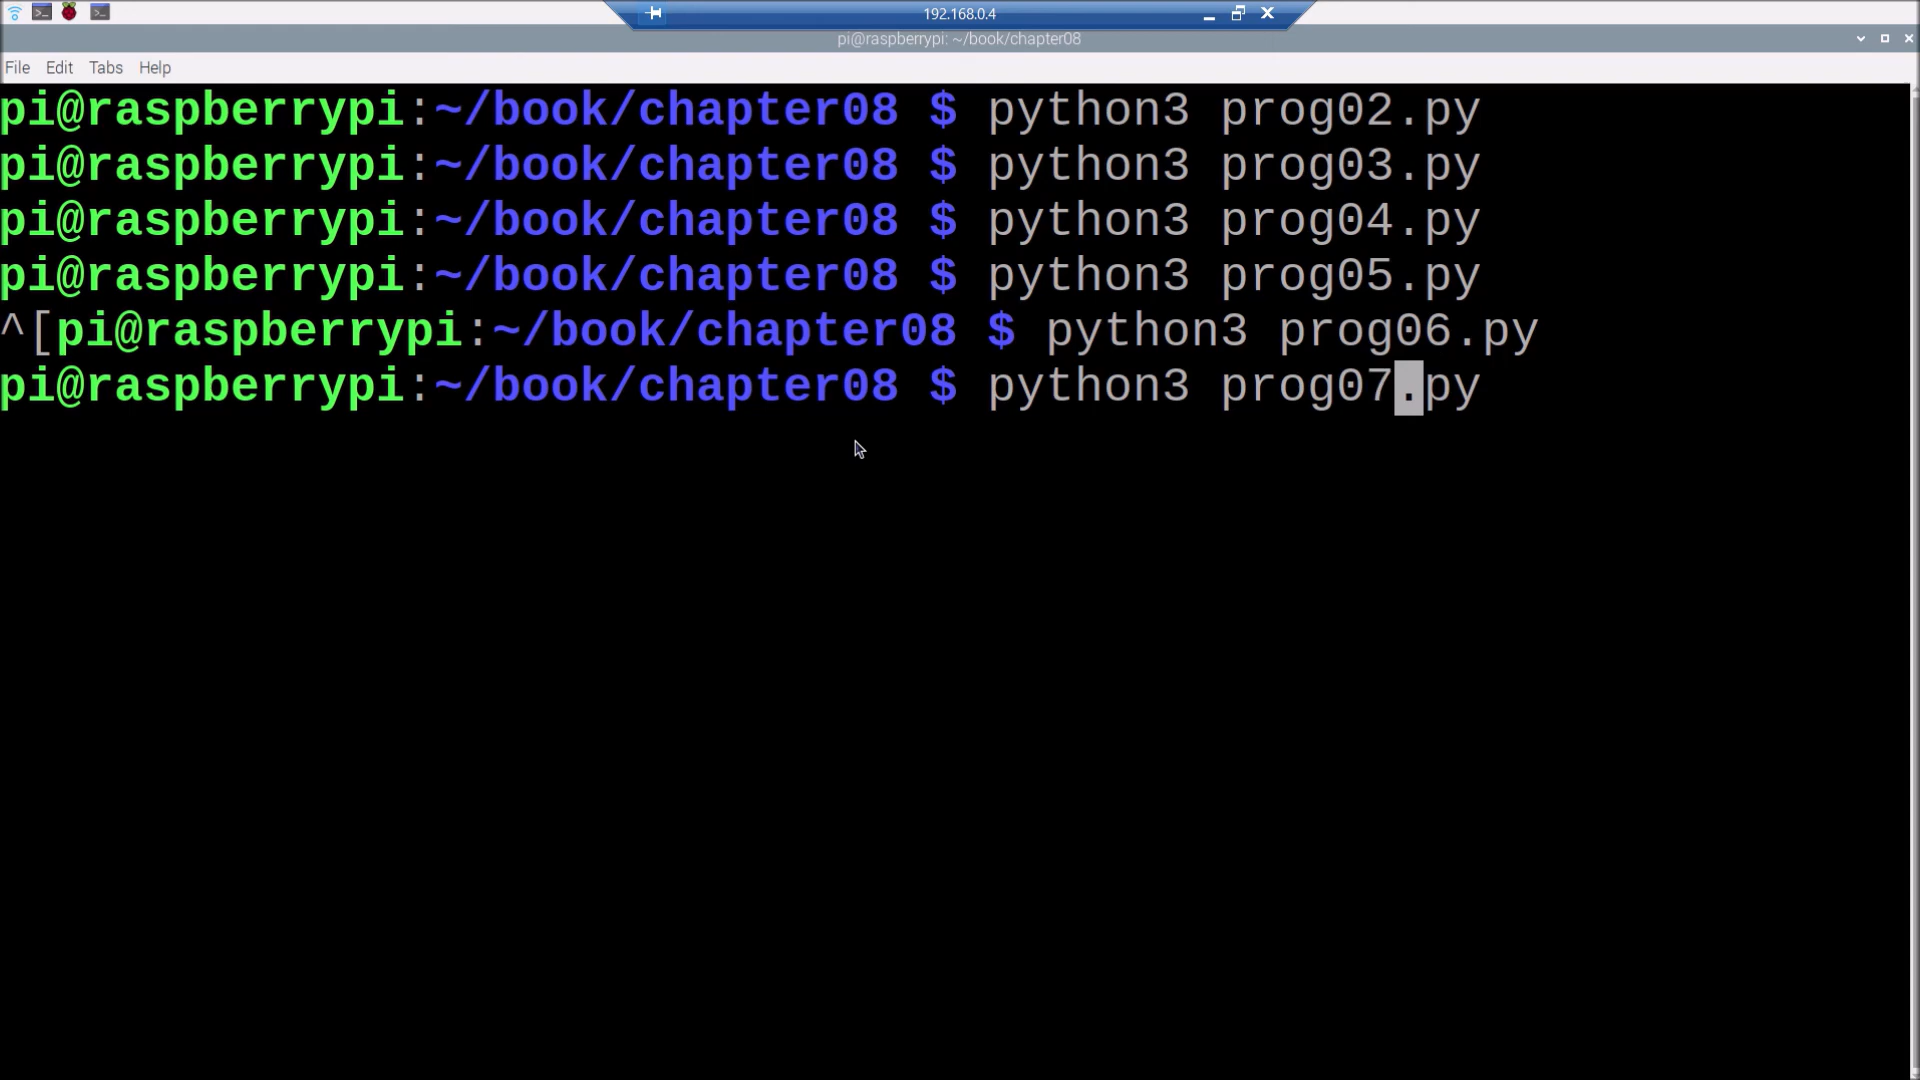 192.168.0.4
pi@raspberrypi: ~/book/chapter08
File Edit Tabs Help
pi@raspberrypi:~/book/chapter08 $ python3 prog02.py
pi@raspberrypi:~/book/chapter08 $ python3 prog03.py
pi@raspberrypi:~/book/chapter08 $ python3 prog04.py
pi@raspberrypi:~/book/chapter08 $ python3 prog05.py
^[pi@raspberrypi:~/book/chapter08 $ python3 prog06.py
pi@raspberrypi:~/book/chapter08 $ python3 prog07.py